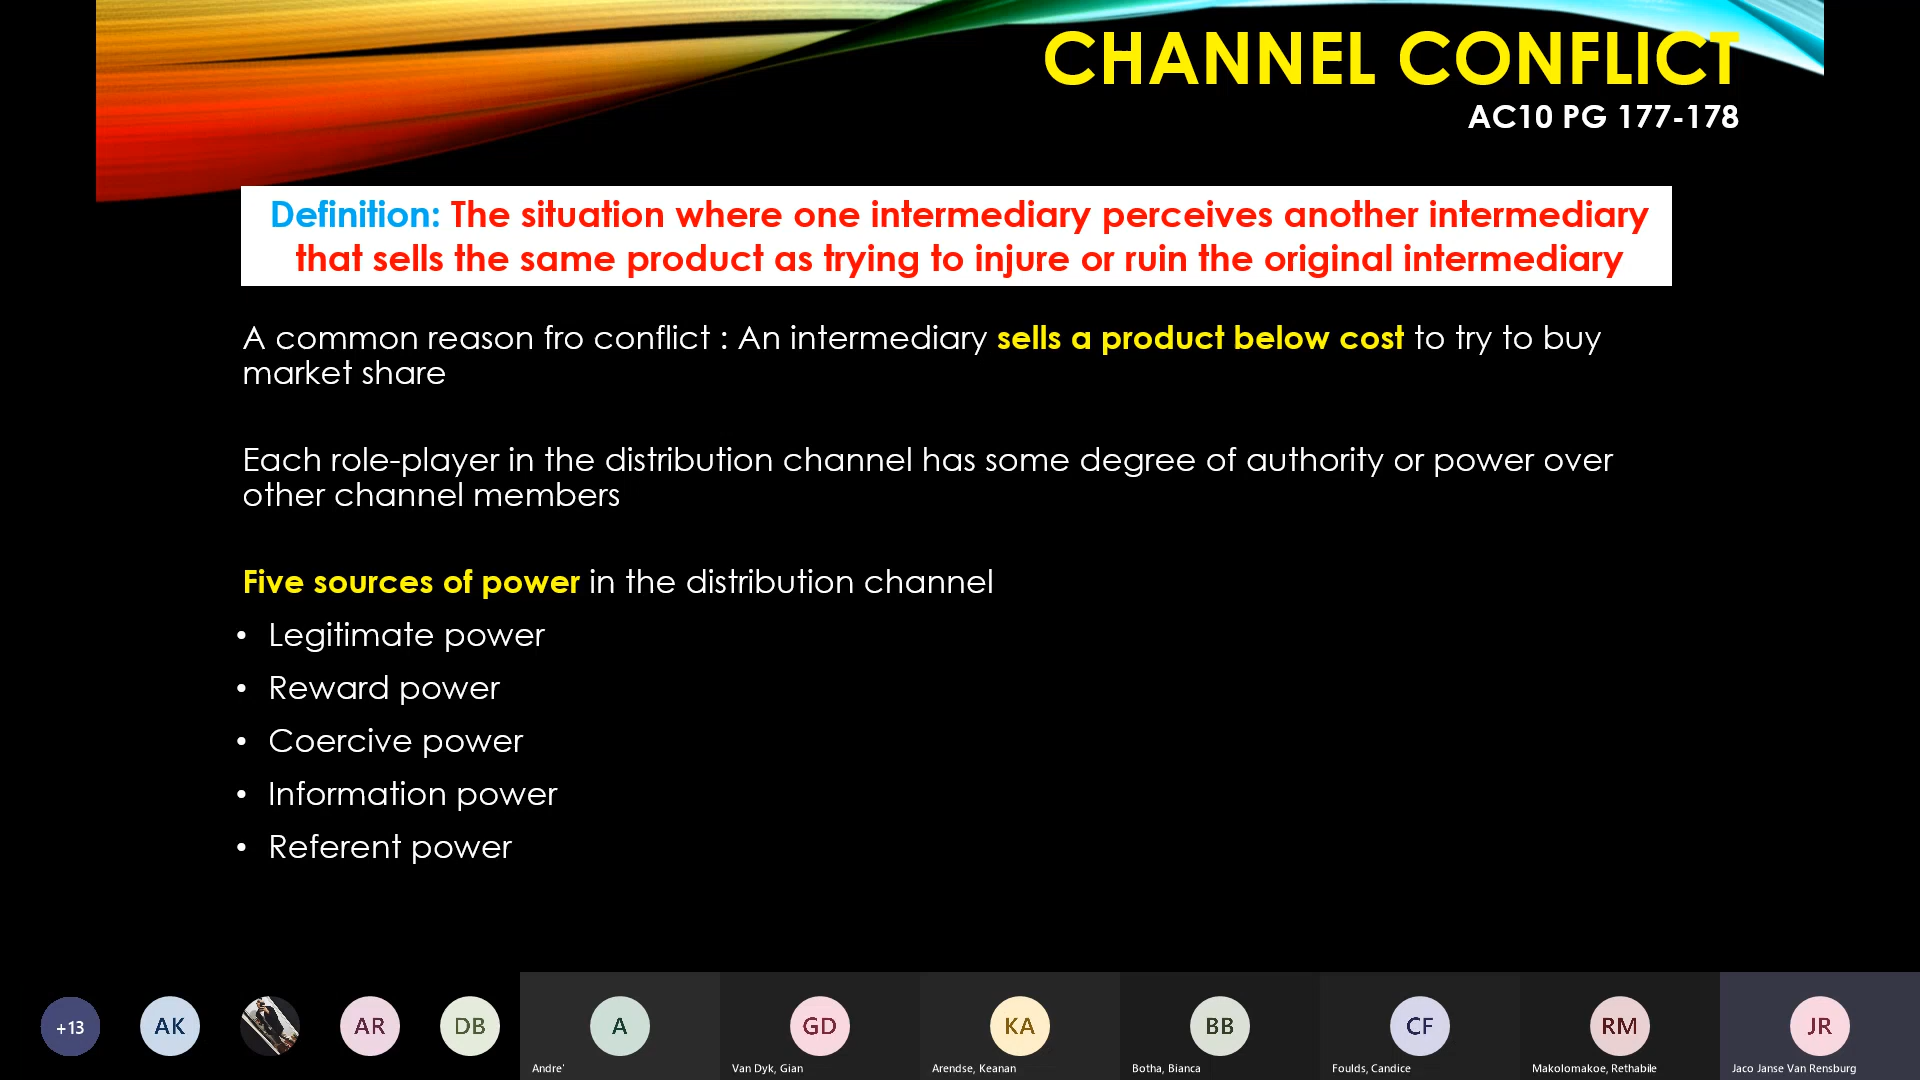 CHANNEL CONFLICT
AC10 PG 177-178
Definition: The situation where one intermediary perceives another intermediary
that sells the same product as trying to injure or ruin the original intermediary
A common reason fro conflict : An intermediary sells a product below cost to try to buy
market share
Each role-player in the distribution channel has some degree of authority or power over
other channel members
Five sources of power in the distribution channel
• Legitimate power
• Reward power
• Coercive power
• Information power
• Referent power
+13
AK
AR
DB
A
GD
KA
BB
CF
RM
JR
Andre'
Van Dyk, Gian
Arendse, Keanan
Botha, Bianca
Foulds, Candice
Makolomakoe, Rethabile
Jaco Janse Van Rensburg